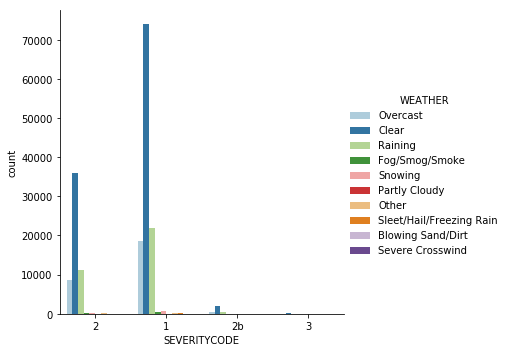 70000
60000
50000
40000
30000
20000
10000
0
count
2
1
2b
3
SEVERITYCODE
WEATHER
Overcast
Clear
Raining
Fog/Smog/Smoke
Snowing
Partly Cloudy
Other
Sleet/Hail/Freezing Rain
Blowing Sand/Dirt
Severe Crosswind